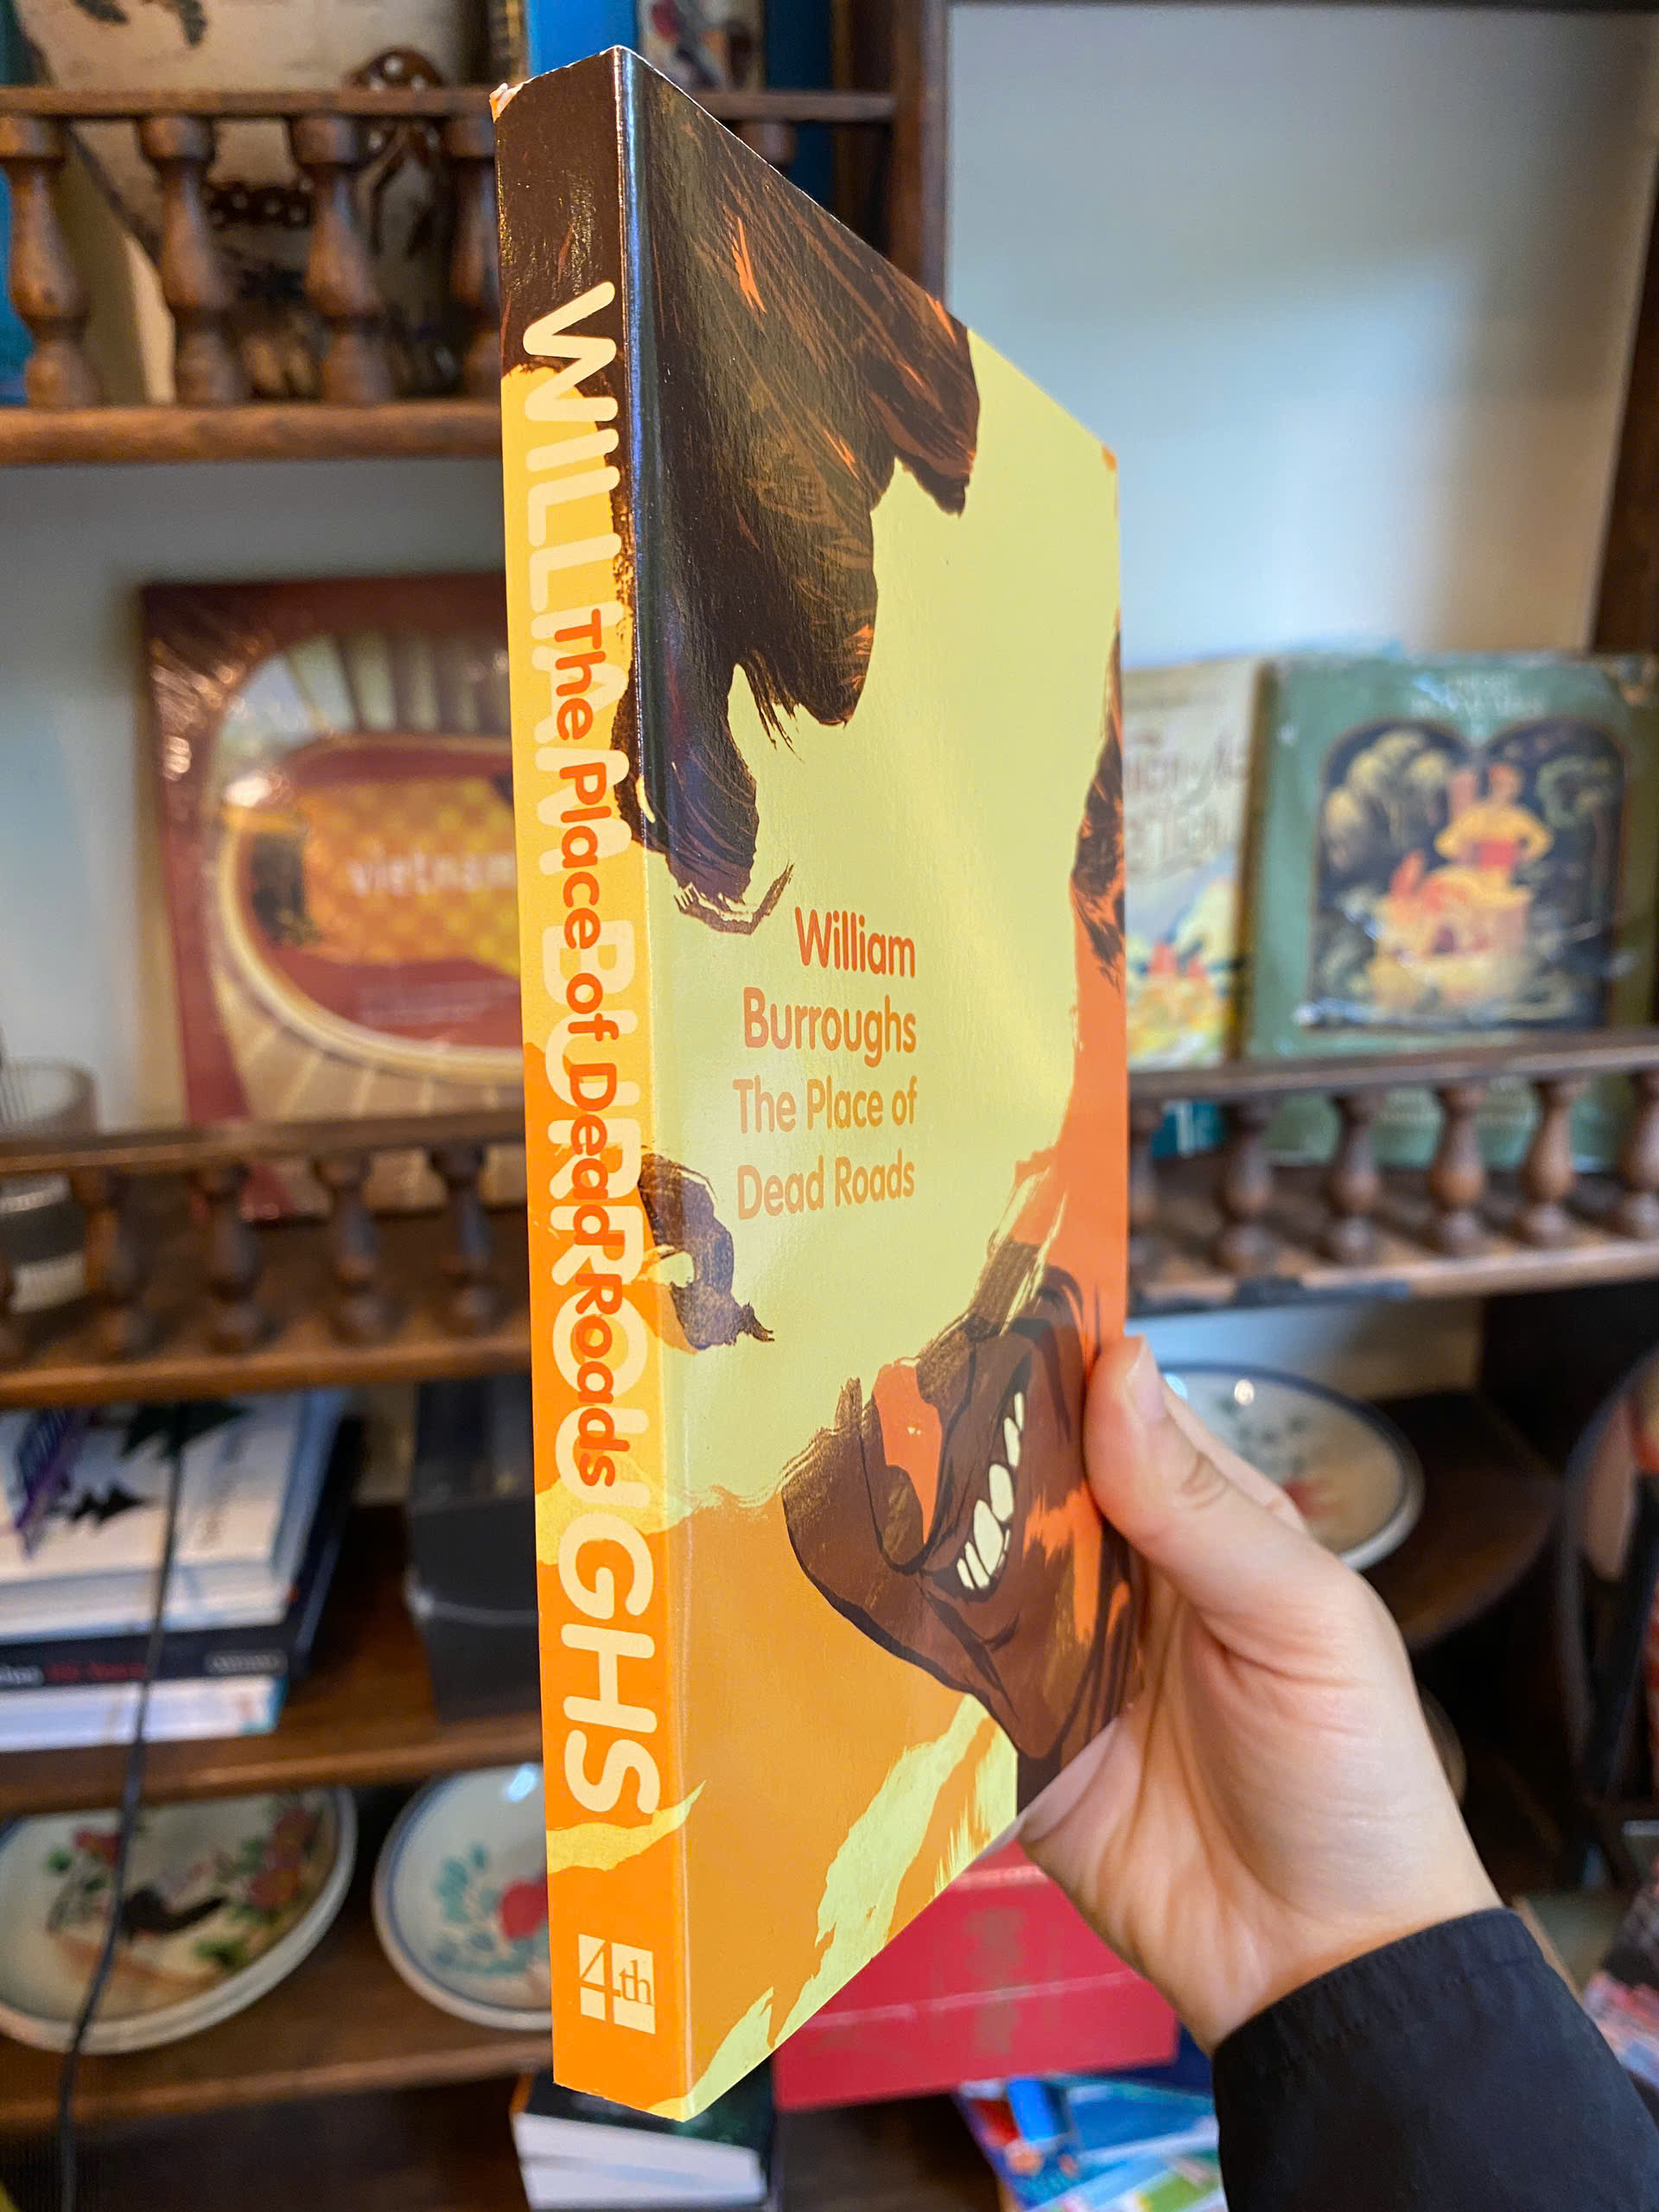 WILLIAM BURROUGHS
The Place of Dead Roads
4th
William
Burroughs
The Place of
Dead Roads
vietnam